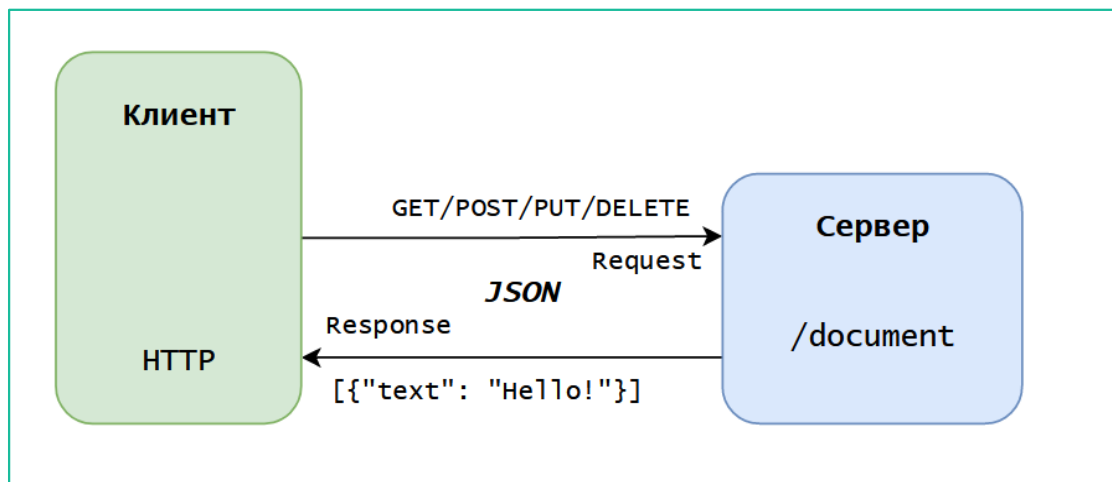 Клиент
GET/POST/PUT/DELETE
Сервер
Request
JSON
Response
/document
HTTP
[{"text": "Hello!"}]